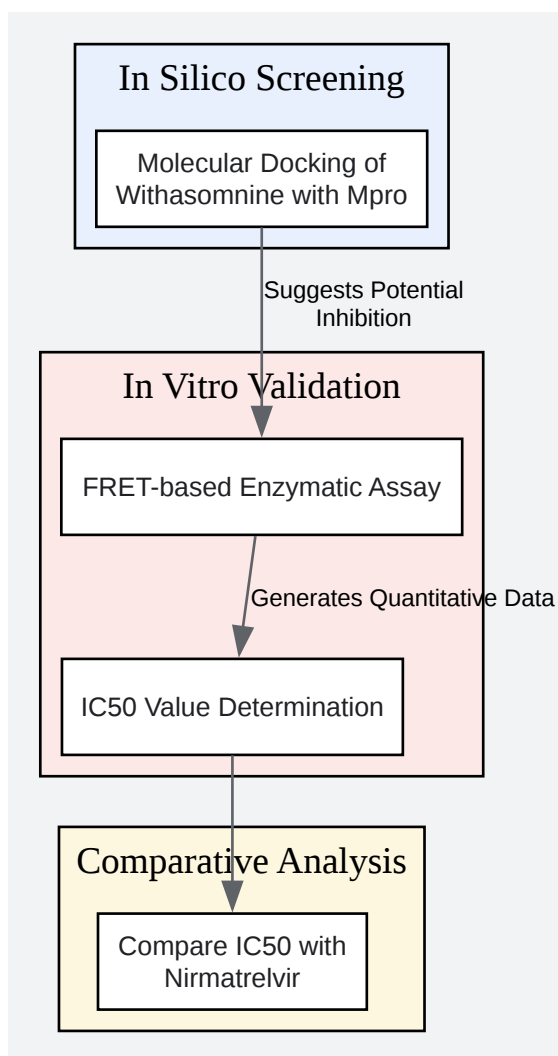 In Silico Screening
Molecular Docking of
Withasomnine with Mpro
Suggests Potential
Inhibition
In Vitro Validation
FRET-based Enzymatic Assay
Generates Quantitative Data
IC50 Value Determination
Comparative Analysis
Compare IC50 with
Nirmatrelvir